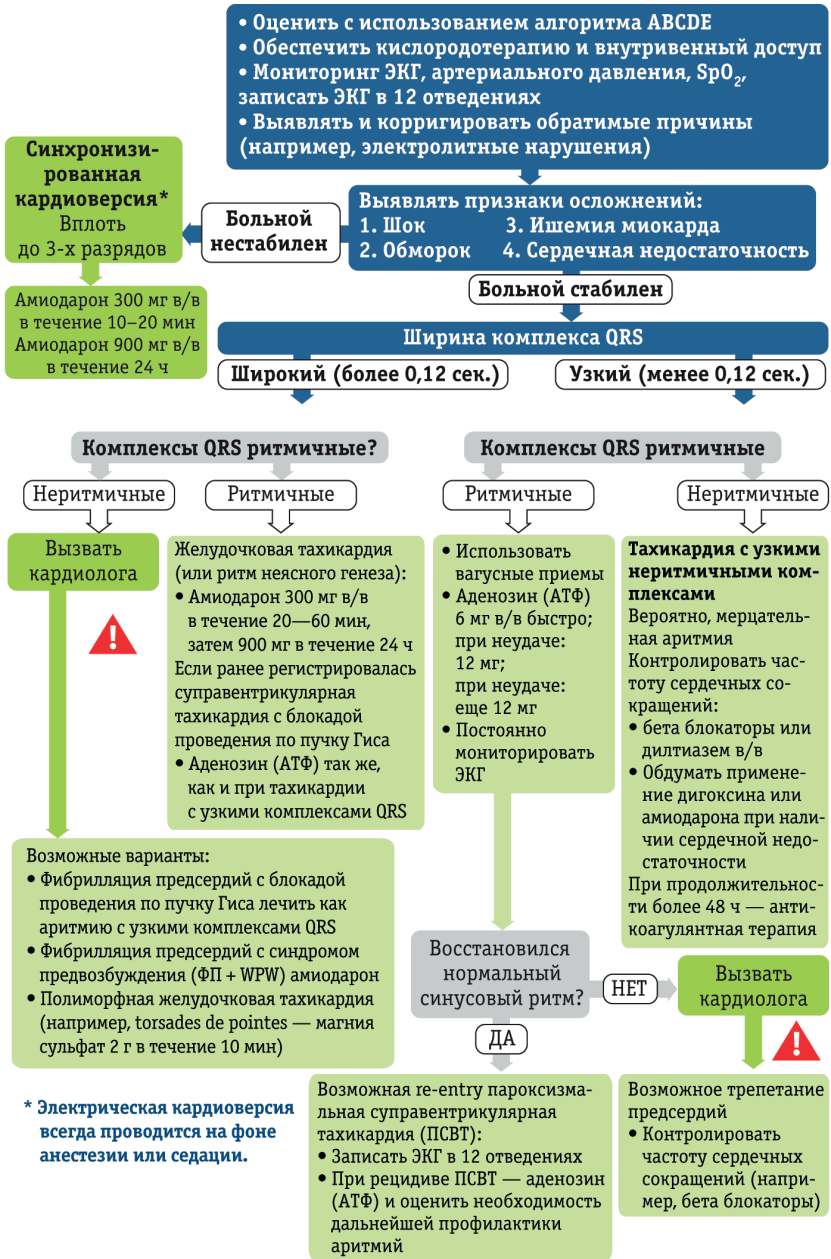 • Оценить с использованием алгоритма ABCDE
• Обеспечить кислородотерапию и внутривенный доступ
• Мониторинг ЭКГ, артериального давления, SpO₂,
записать ЭКГ в 12 отведениях
• Выявлять и корригировать обратимые причины
(например, электролитные нарушения)
Синхронизи-
рованная
кардиоверсия*
Вплоть
до 3-х разрядов
Больной
нестабилен
Выявлять признаки осложнений:
1. Шок 3. Ишемия миокарда
2. Обморок 4. Сердечная недостаточность
Амиодарон 300 мг в/в
в течение 10–20 мин
Амиодарон 900 мг в/в
в течение 24 ч
Больной стабилен
Ширина комплекса QRS
Широкий (более 0,12 сек.)
Узкий (менее 0,12 сек.)
Комплексы QRS ритмичные?
Комплексы QRS ритмичные
Неритмичные
Ритмичные
Ритмичные
Неритмичные
Вызвать
кардиолога
!
Желудочковая тахикардия
(или ритм неясного генеза):
• Амиодарон 300 мг в/в
в течение 20—60 мин,
затем 900 мг в течение 24 ч
Если ранее регистрировалась
суправентрикулярная
тахикардия с блокадой
проведения по пучку Гиса
• Аденозин (АТФ) так же,
как и при тахикардии
с узкими комплексами QRS
• Использовать
вагусные приемы
• Аденозин (АТФ)
6 мг в/в быстро;
при неудаче:
12 мг;
при неудаче:
еще 12 мг
• Постоянно
мониторировать
ЭКГ
Тахикардия с узкими
неритмичными ком-
плексами
Вероятно, мерцатель-
ная аритмия
Контролировать час-
тоту сердечных со-
кращений:
• бета блокаторы или
дилтиазем в/в
• Обдумать примене-
ние дигоксина или
амиодарона при нали-
чии сердечной недо-
статочности
При продолжительнос-
ти более 48 ч — анти-
коагулянтная терапия
Возможные варианты:
• Фибрилляция предсердий с блокадой
проведения по пучку Гиса лечить как
аритмию с узкими комплексами QRS
• Фибрилляция предсердий с синдромом
предвозбуждения (ФП + WPW) амиодарон
• Полиморфная желудочковая тахикардия
(например, torsades de pointes — магния
сульфат 2 г в течение 10 мин)
Восстановился
нормальный
синусовый ритм?
НЕТ
Вызвать
кардиолога
!
ДА
* Электрическая кардиоверсия
всегда проводится на фоне
анестезии или седации.
Возможная re-entry пароксизма-
льная суправентрикулярная
тахикардия (ПСВТ):
• Записать ЭКГ в 12 отведениях
• При рецидиве ПСВТ — аденозин
(АТФ) и оценить необходимость
дальнейшей профилактики
аритмий
Возможное трепетание
предсердий
• Контролировать
частоту сердечных
сокращений (напри-
мер, бета блокаторы)